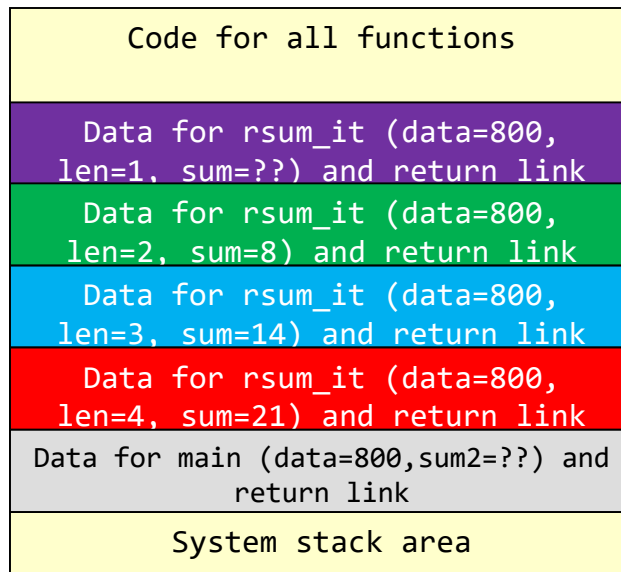 Code for all functions
Data for rsum_it (data=800,
len=1, sum=??) and return link
Data for rsum_it (data=800,
len=2, sum=8) and return link
Data for rsum_it (data=800,
len=3, sum=14) and return link
Data for rsum_it (data=800,
len=4, sum=21) and return link
Data for main (data=800,sum2=??) and
return link
System stack area